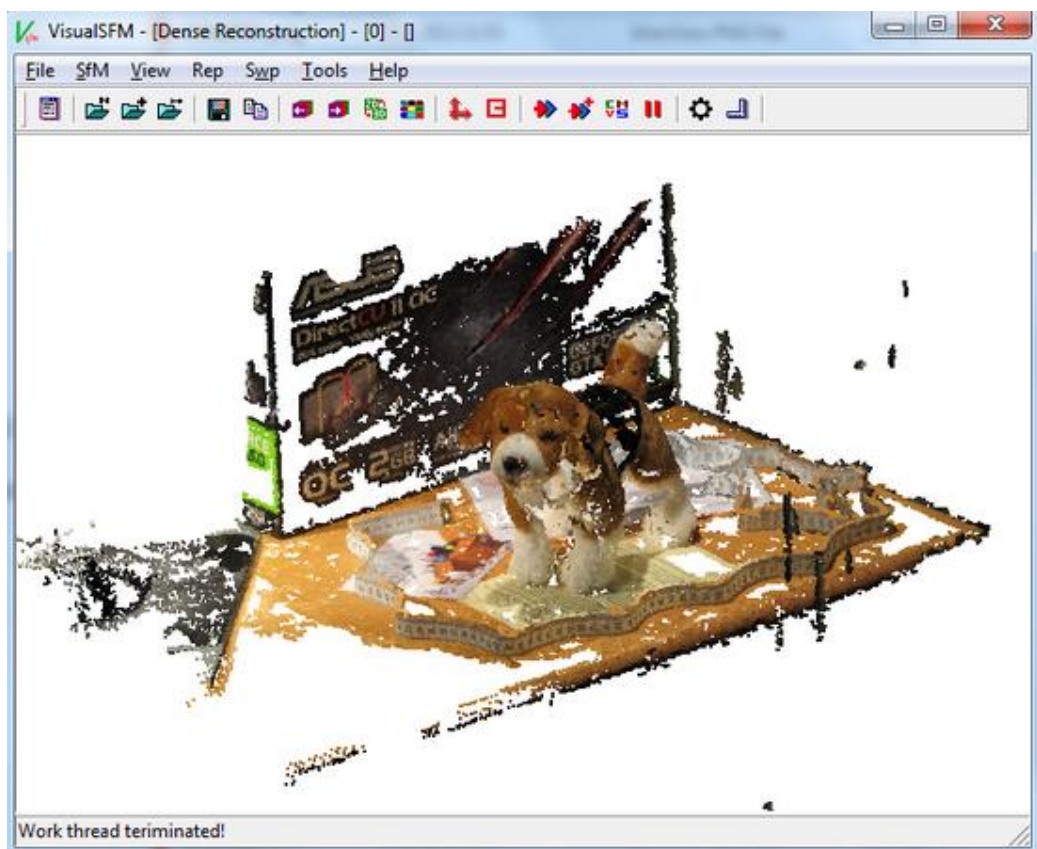 VisualSFM - [Dense Reconstruction] - [0] - []
File SfM View Rep Swp Tools Help
ASUS
DirectCU II OC
OC 2GB
Work thread teriminated!